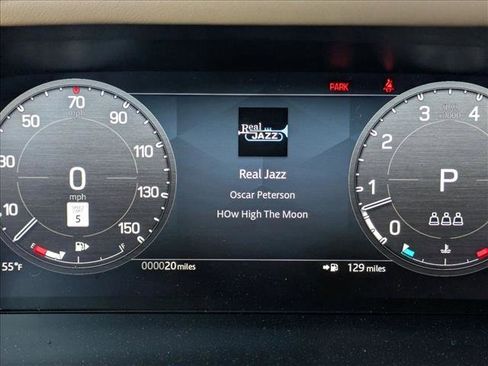 PARK
Real
JAZZ
Real Jazz
Oscar Peterson
HOw High The Moon
10
30
50
70
90
110
130
150
mph
0
mph
5
E
F
55°F
000020 miles
129 miles
0
1
2
3
4
P